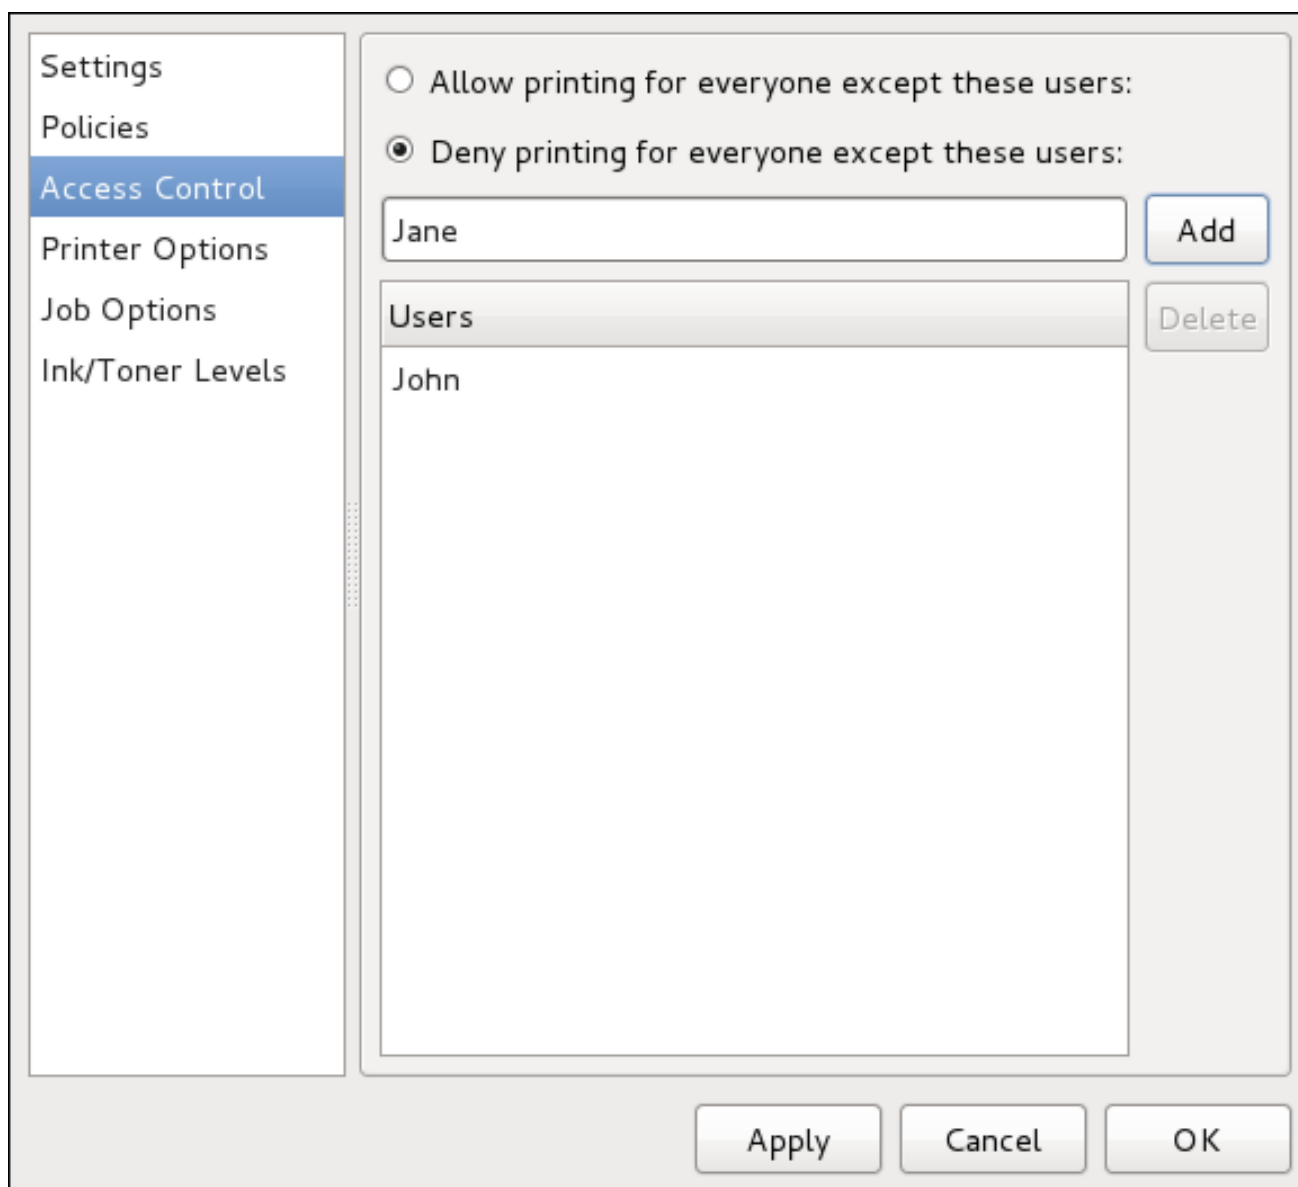 Settings
Policies
Access Control
Printer Options
Job Options
Ink/Toner Levels
Allow printing for everyone except these users:
Deny printing for everyone except these users:
Jane
Add
Users
Delete
John
Apply
Cancel
OK